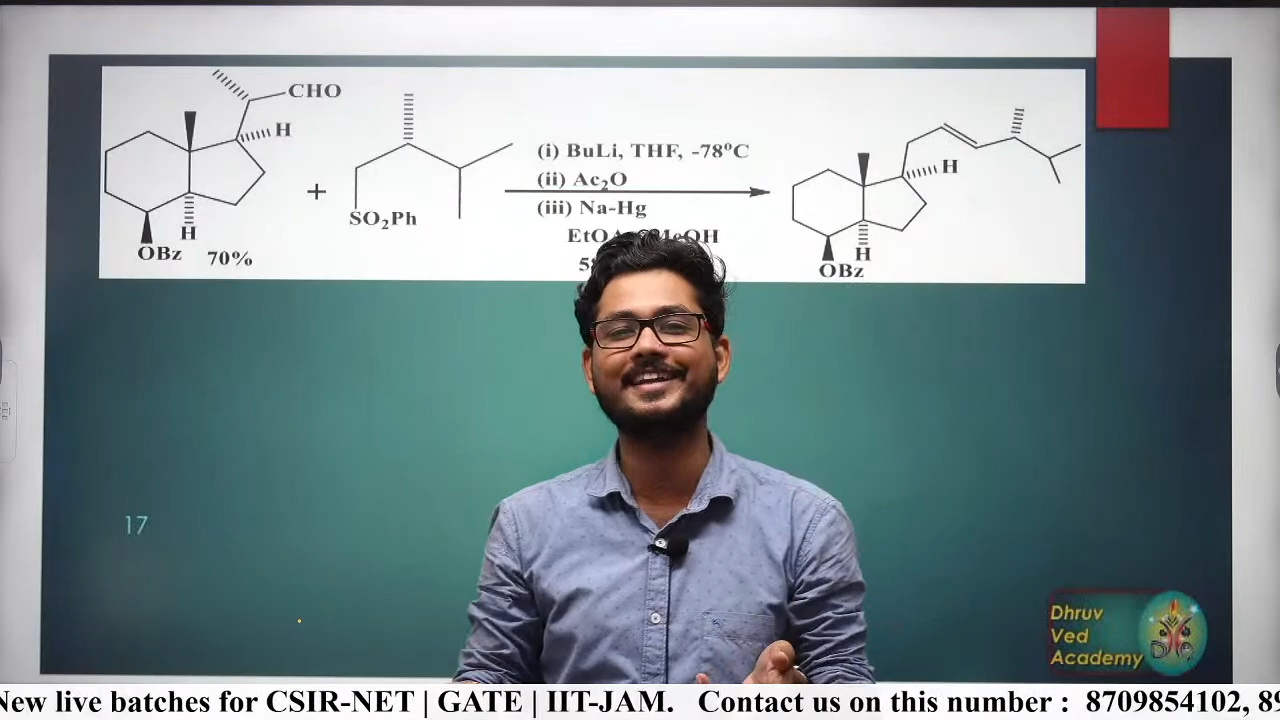 CHO
H
H
OBz
70%
+
SO₂Ph
(i) BuLi, THF, -78°C
(ii) Ac₂O
(iii) Na-Hg
H
H
OBz
17
Dhruv
Ved
Academy
New live batches for CSIR-NET | GATE | IIT-JAM. Contact us on this number : 8709854102,